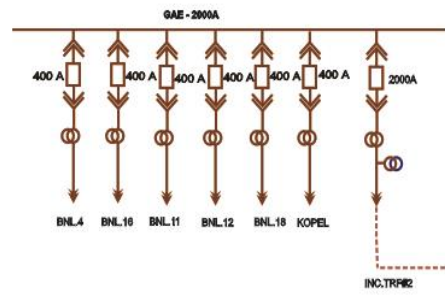 GAE - 2000A
400 A 400 A 400 A 400 A 400 A 400 A 2000A
BNL.4 BNL.16 BNL.11 BNL.12 BNL.18 KOPEL
INC.TRF#2